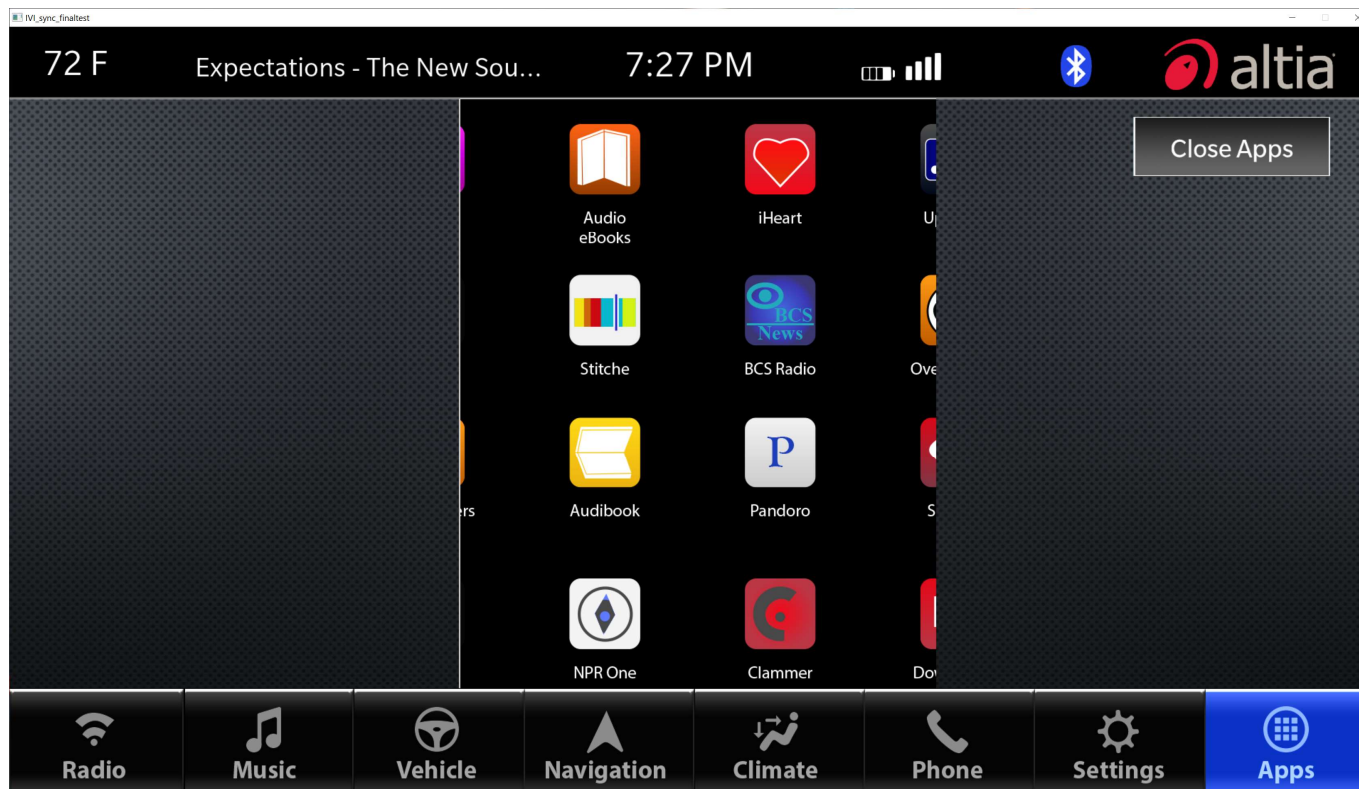 IVI_sync_finaltest
72 F
Expectations - The New Sou...
7:27 PM
altia
Close Apps
Audio
eBooks
iHeart
BCS
News
Stitche
BCS Radio
P
Audibook
Pandoro
NPR One
Clammer
Radio
Music
Vehicle
Navigation
Climate
Phone
Settings
Apps